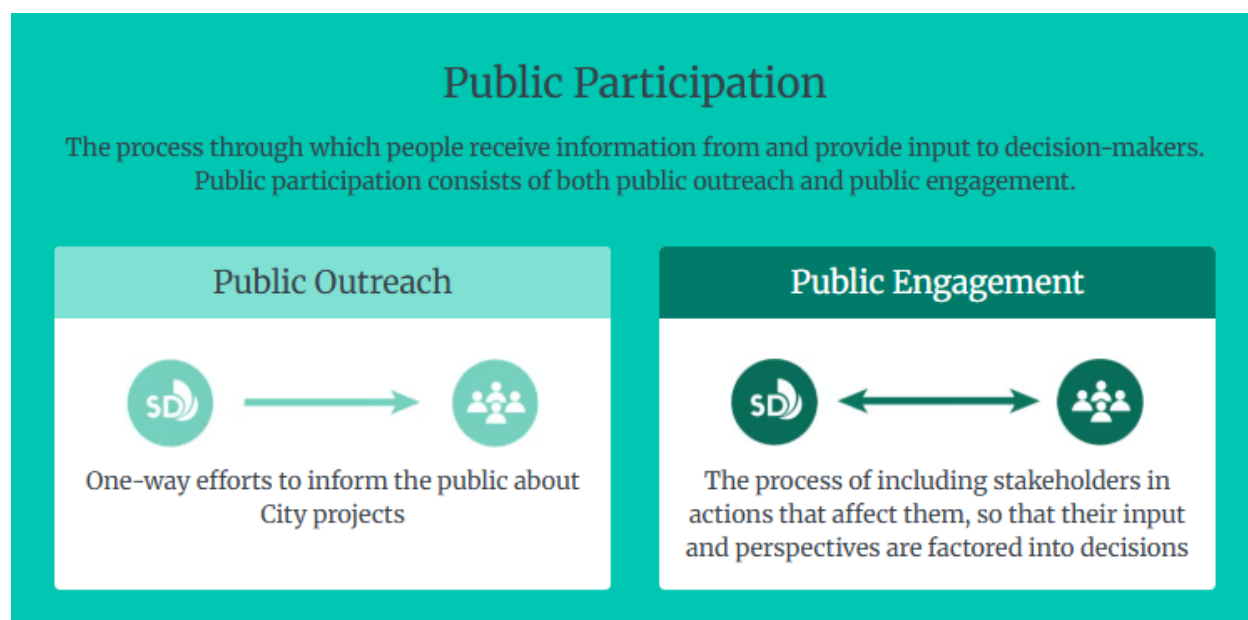 Public Participation
The process through which people receive information from and provide input to decision-makers.
Public participation consists of both public outreach and public engagement.
Public Outreach
SD
One-way efforts to inform the public about
City projects
Public Engagement
SD
The process of including stakeholders in
actions that affect them, so that their input
and perspectives are factored into decisions